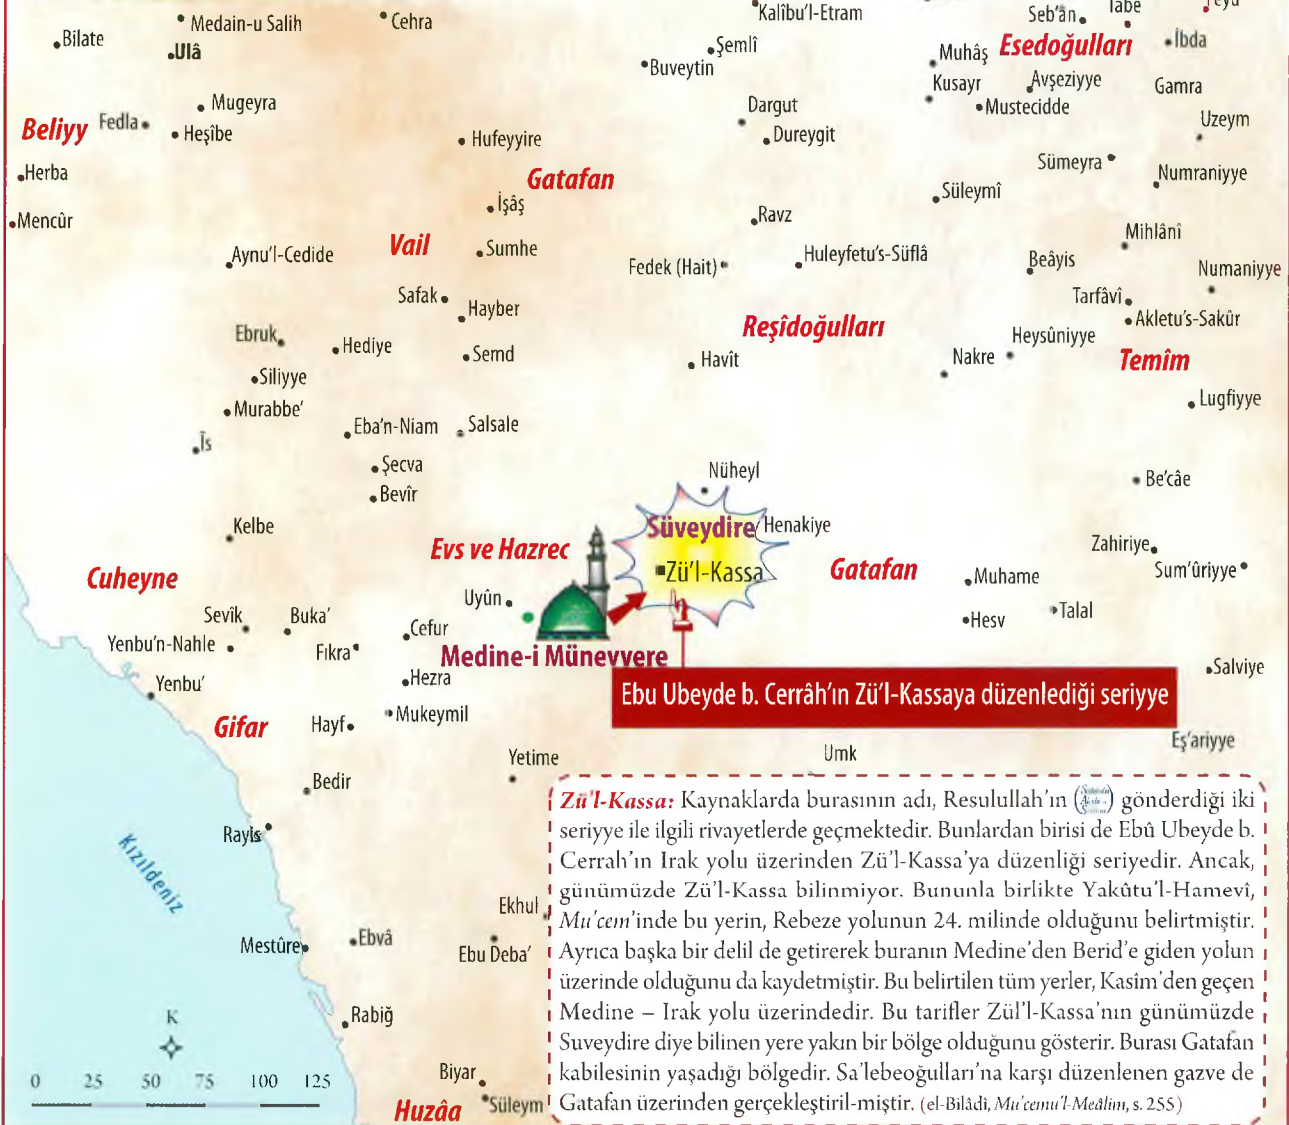 Kalîbu'l-Etram
Seb'ân
Tabe
Medain-u Salih
Cehra
Bilate
Ulâ
Şemlî
Buveytin
Muhâş
Esedoğulları
İbda
Kusayr
Avşeziyye
Gamra
Mustecidde
Mugeyra
Dargut
Uzeym
Beliyy
Fedla
Heşîbe
Hufeyyire
Dureygit
Sümeyra
Numraniyye
Herba
Gatafan
Süleymî
Mencûr
İşâş
Ravz
Mihlânî
Aynu'l-Cedide
Vail
Sumhe
Fedek (Hait)
Huleyfetu's-Süflâ
Beâyis
Numaniyye
Safak
Hayber
Tarfâvî
Akletu's-Sakûr
Reşîdoğulları
Ebruk
Hediye
Semd
Havît
Heysûniyye
Nakre
Temîm
Siliyye
Murabbe'
Lugfiyye
Îs
Eba'n-Niam
Salsale
Şecva
Nüheyl
Be'câe
Bevîr
Kelbe
Süveydire
Henakiye
Evs ve Hazrec
Zahiriye
Cuheyne
Zü'l-Kassa
Gatafan
Muhame
Sum'ûriyye
Uyûn
Talal
Sevîk
Buka'
Hesv
Cefur
Yenbu'n-Nahle
Fıkra
Medine-i Münevvere
Salviye
Yenbu'
Hezra
Ebu Ubeyde b. Cerrâh'ın Zü'l-Kassaya düzenlediği seriyye
Gifar
Hayf
Mukeymil
Eş'ariyye
Yetime
Umk
Bedir
Rayis
Kızıldeniz
Ekhul
Mestûre
Ebvâ
Ebu Deba'
Rabiğ
K
0 25 50 75 100 125
Biyar
Süleym
Huzâa
Zü'l-Kassa: Kaynaklarda burasının adı, Resulullah'ın ( ) gönderdiği iki
seriyye ile ilgili rivayetlerde geçmektedir. Bunlardan birisi de Ebû Ubeyde b.
Cerrah'ın Irak yolu üzerinden Zü'l-Kassa'ya düzenliği seriyedir. Ancak,
günümüzde Zü'l-Kassa bilinmiyor. Bununla birlikte Yakûtu'l-Hamevî,
Mu'cem'inde bu yerin, Rebeze yolunun 24. milinde olduğunu belirtmiştir.
Ayrıca başka bir delil de getirerek buranın Medine'den Berid'e giden yolun
üzerinde olduğunu da kaydetmiştir. Bu belirtilen tüm yerler, Kasîm'den geçen
Medine – Irak yolu üzerindedir. Bu tarifler Zül'l-Kassa'nın günümüzde
Suveydire diye bilinen yere yakın bir bölge olduğunu gösterir. Burası Gatafan
kabilesinin yaşadığı bölgedir. Sa'lebeoğulları'na karşı düzenlenen gazve de
Gatafan üzerinden gerçekleştiril-miştir. (el-Bilâdî, Mu'cemu'l-Meâlim, s. 255)